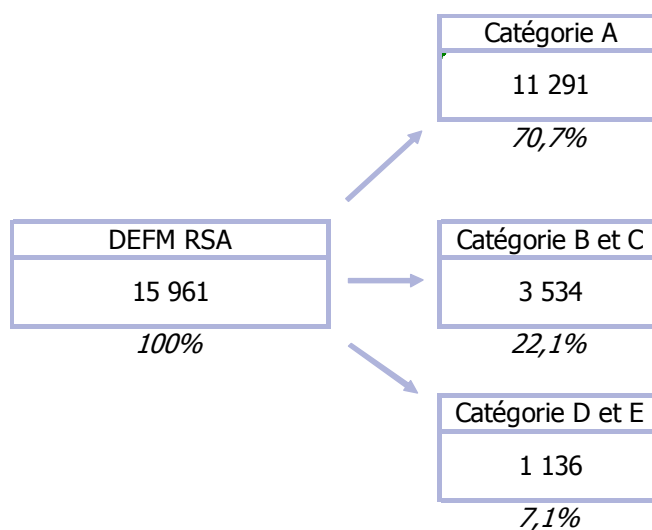 Catégorie A
11 291
70,7%
DEFM RSA
15 961
100%
Catégorie B et C
3 534
22,1%
Catégorie D et E
1 136
7,1%